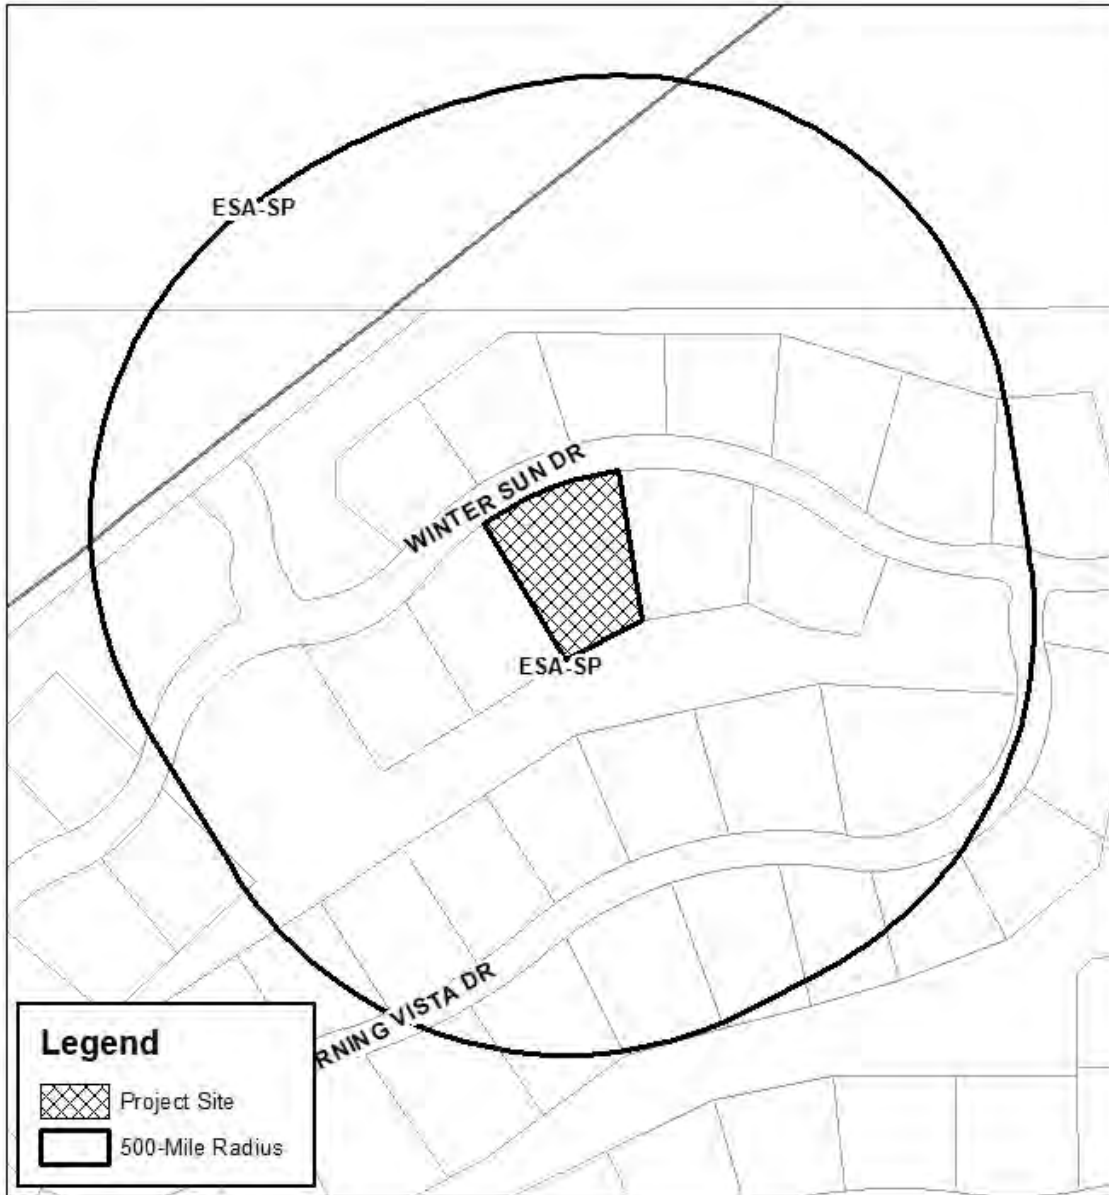 ESA-SP
WINTER SUN DR
ESA-SP
RNING VISTA DR
Legend
Project Site
500-Mile Radius